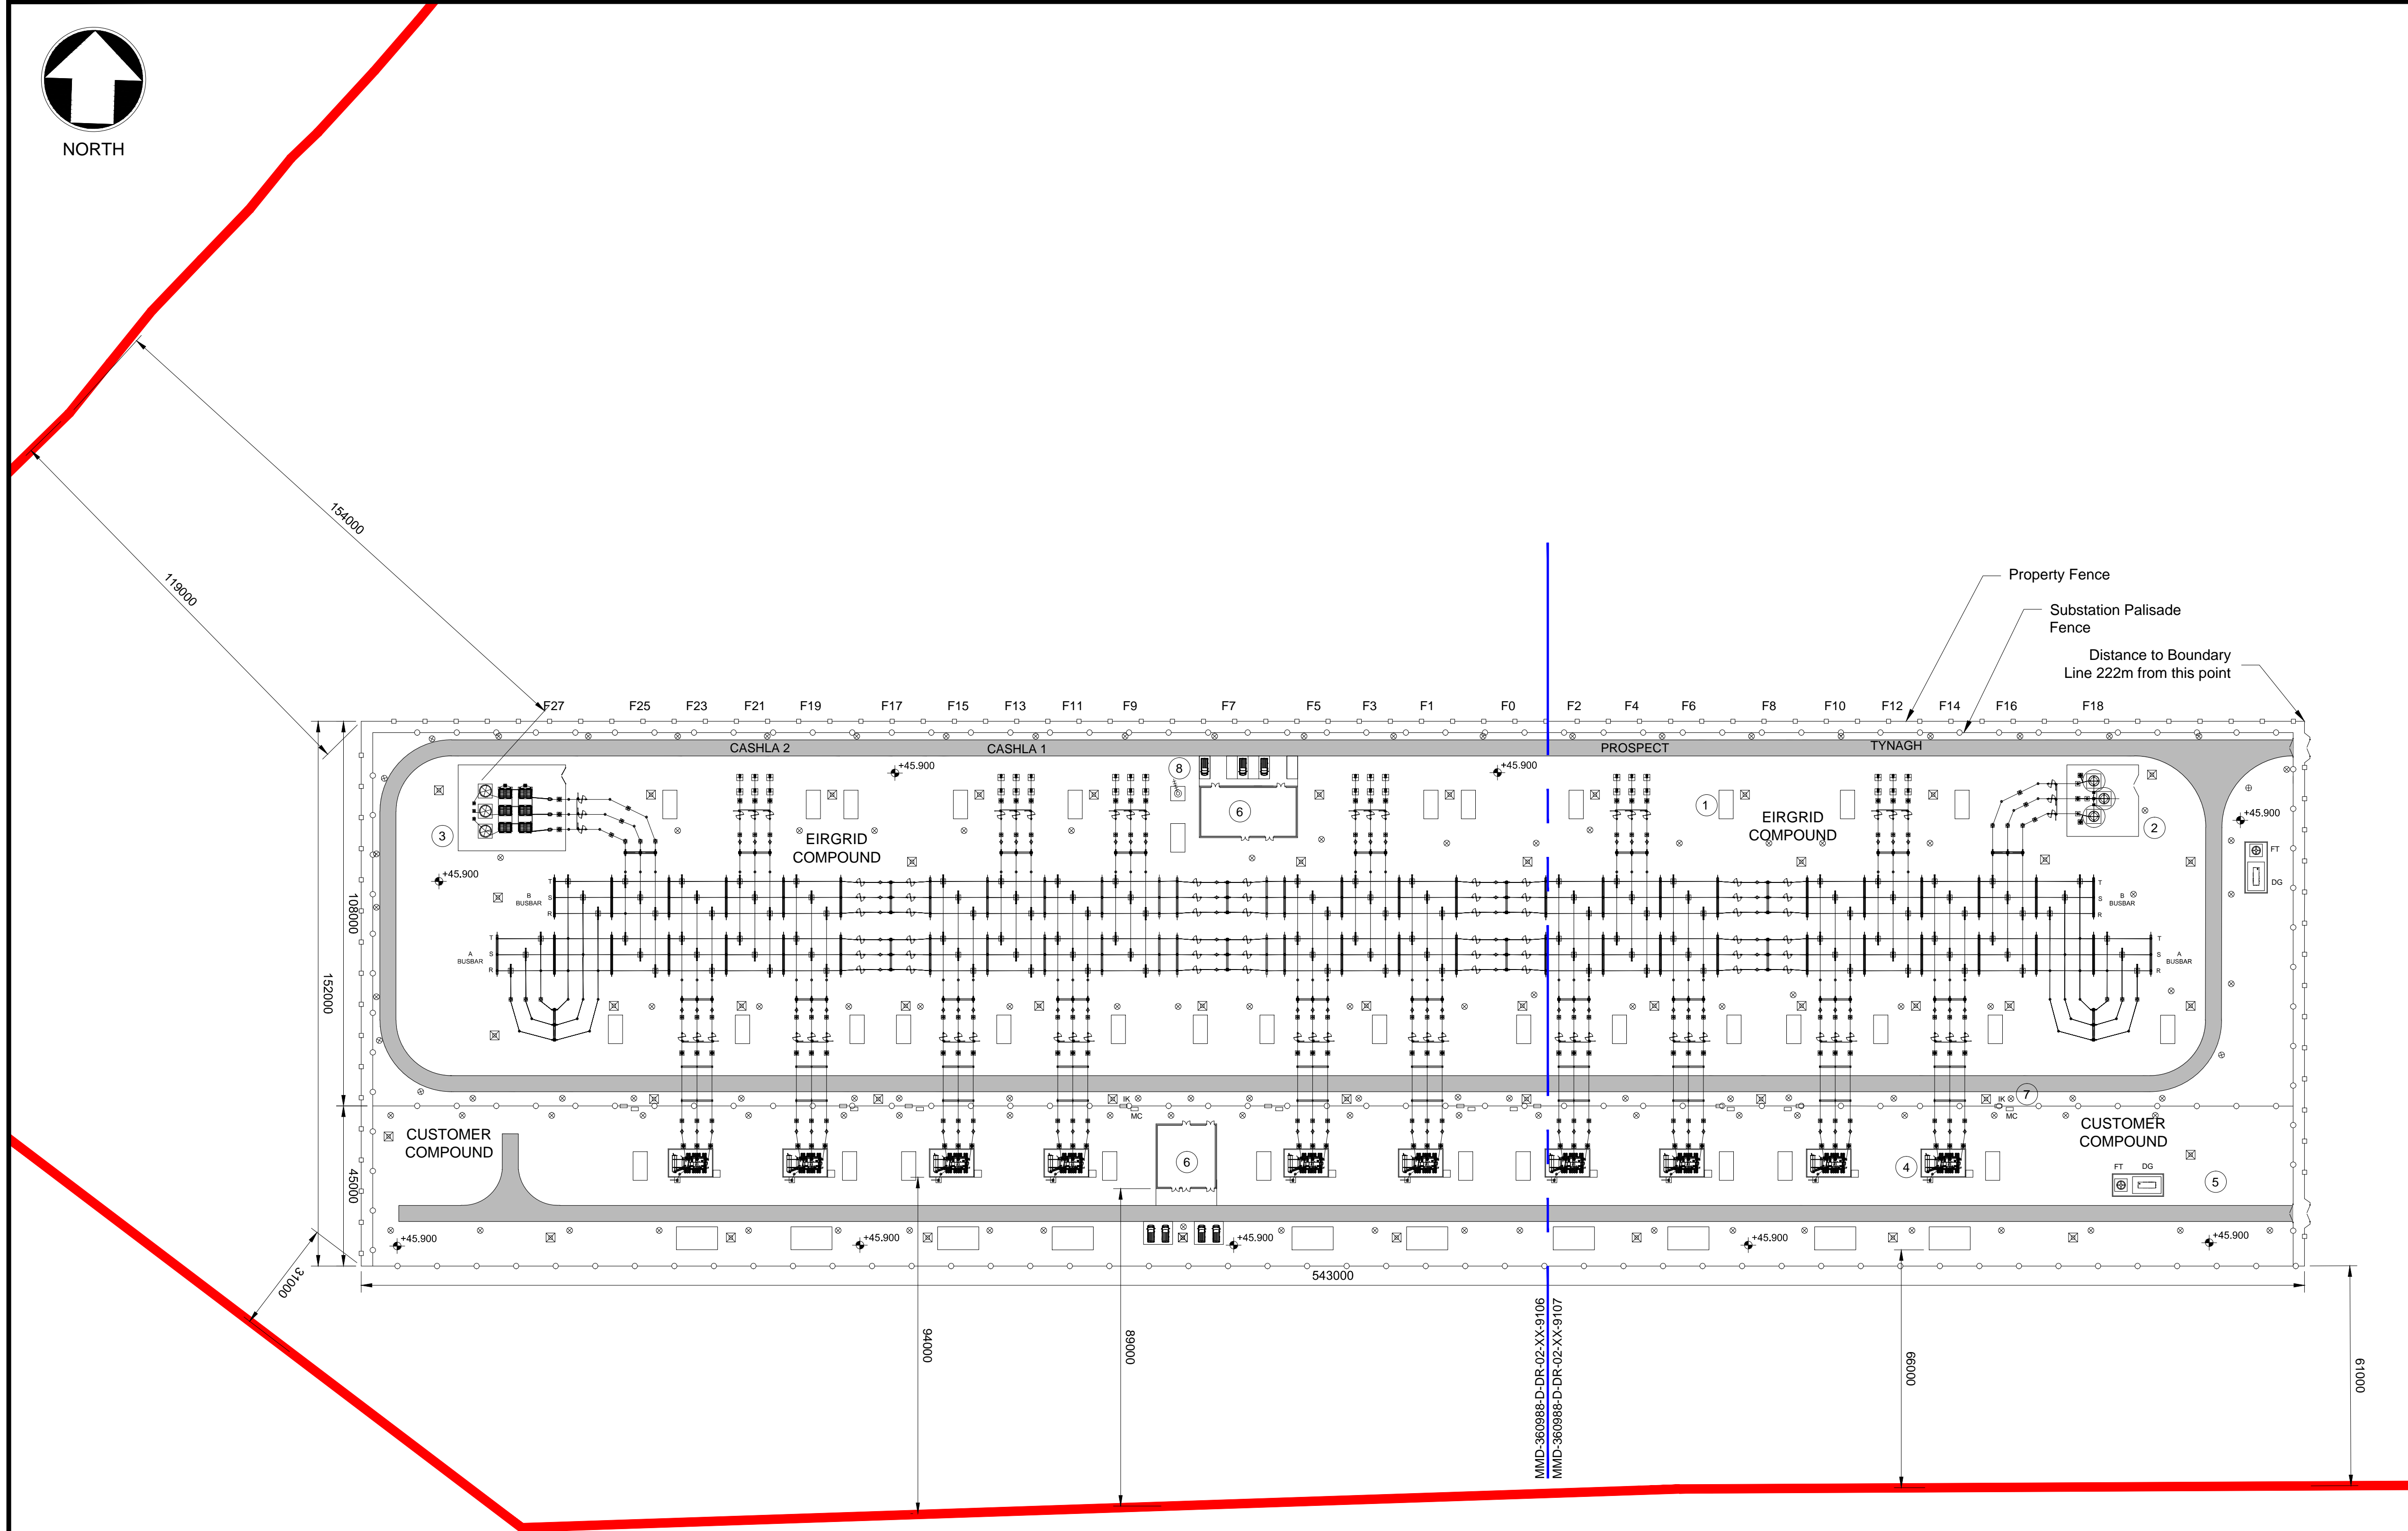 NORTH
154000
119000
Property Fence
Substation Palisade
Fence
Distance to Boundary
Line 222m from this point
F27 F25 F23 F21 F19 F17 F15 F13 F11 F9 F7 F5 F3 F1 F0 F2 F4 F6 F8 F10 F12 F14 F16 F18
CASHLA 2 CASHLA 1 PROSPECT TYNAGH
+45.900 +45.900
8
6
1
3
2
+45.900
EIRGRID
COMPOUND
EIRGRID
COMPOUND
FT
DG
+45.900
B
BUSBAR
T
S
R
A
BUSBAR
T
S
R
T
S
R
B
BUSBAR
T
S
R
A
BUSBAR
108000
152000
45000
IK
MC
7
IK
MC
CUSTOMER
COMPOUND
CUSTOMER
COMPOUND
6
4
FT DG
5
+45.900 +45.900 +45.900 +45.900 +45.900
31000
543000
94000
89000
MMD-360988-D-DR-02-XX-9106
MMD-360988-D-DR-02-XX-9107
66000
61000